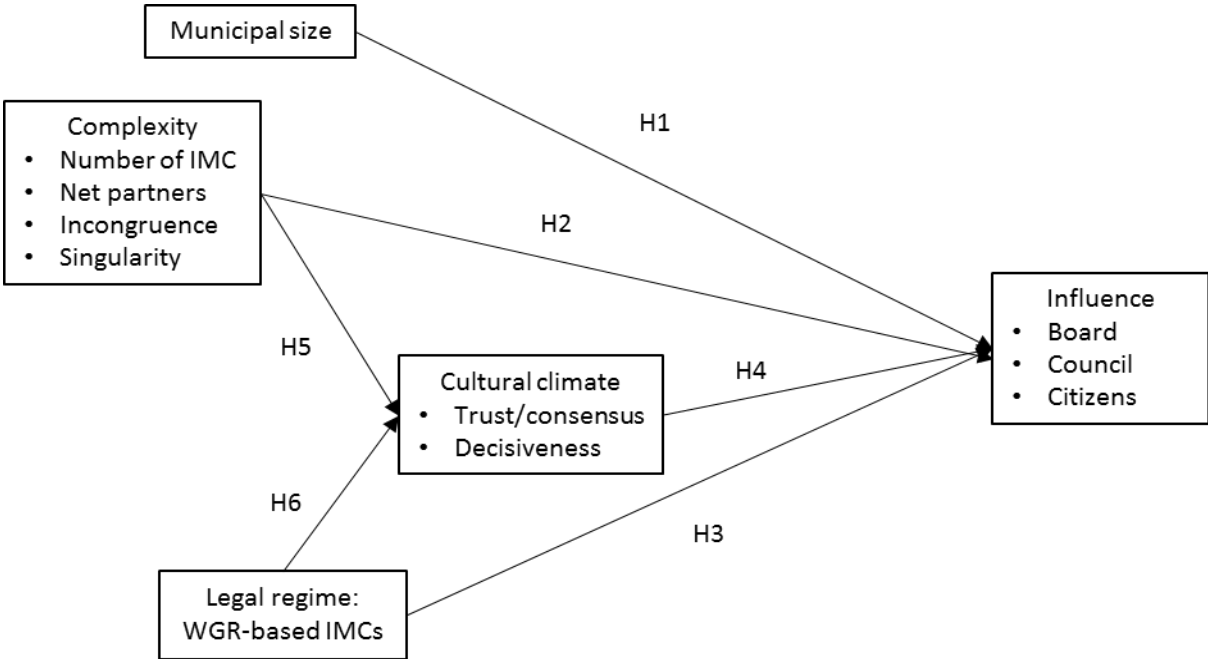 Municipal size
H1
Complexity
• Number of IMC
• Net partners
• Incongruence
• Singularity
H2
Influence
• Board
• Council
• Citizens
H5
Cultural climate
• Trust/consensus
• Decisiveness
H4
H6
H3
Legal regime:
WGR-based IMCs